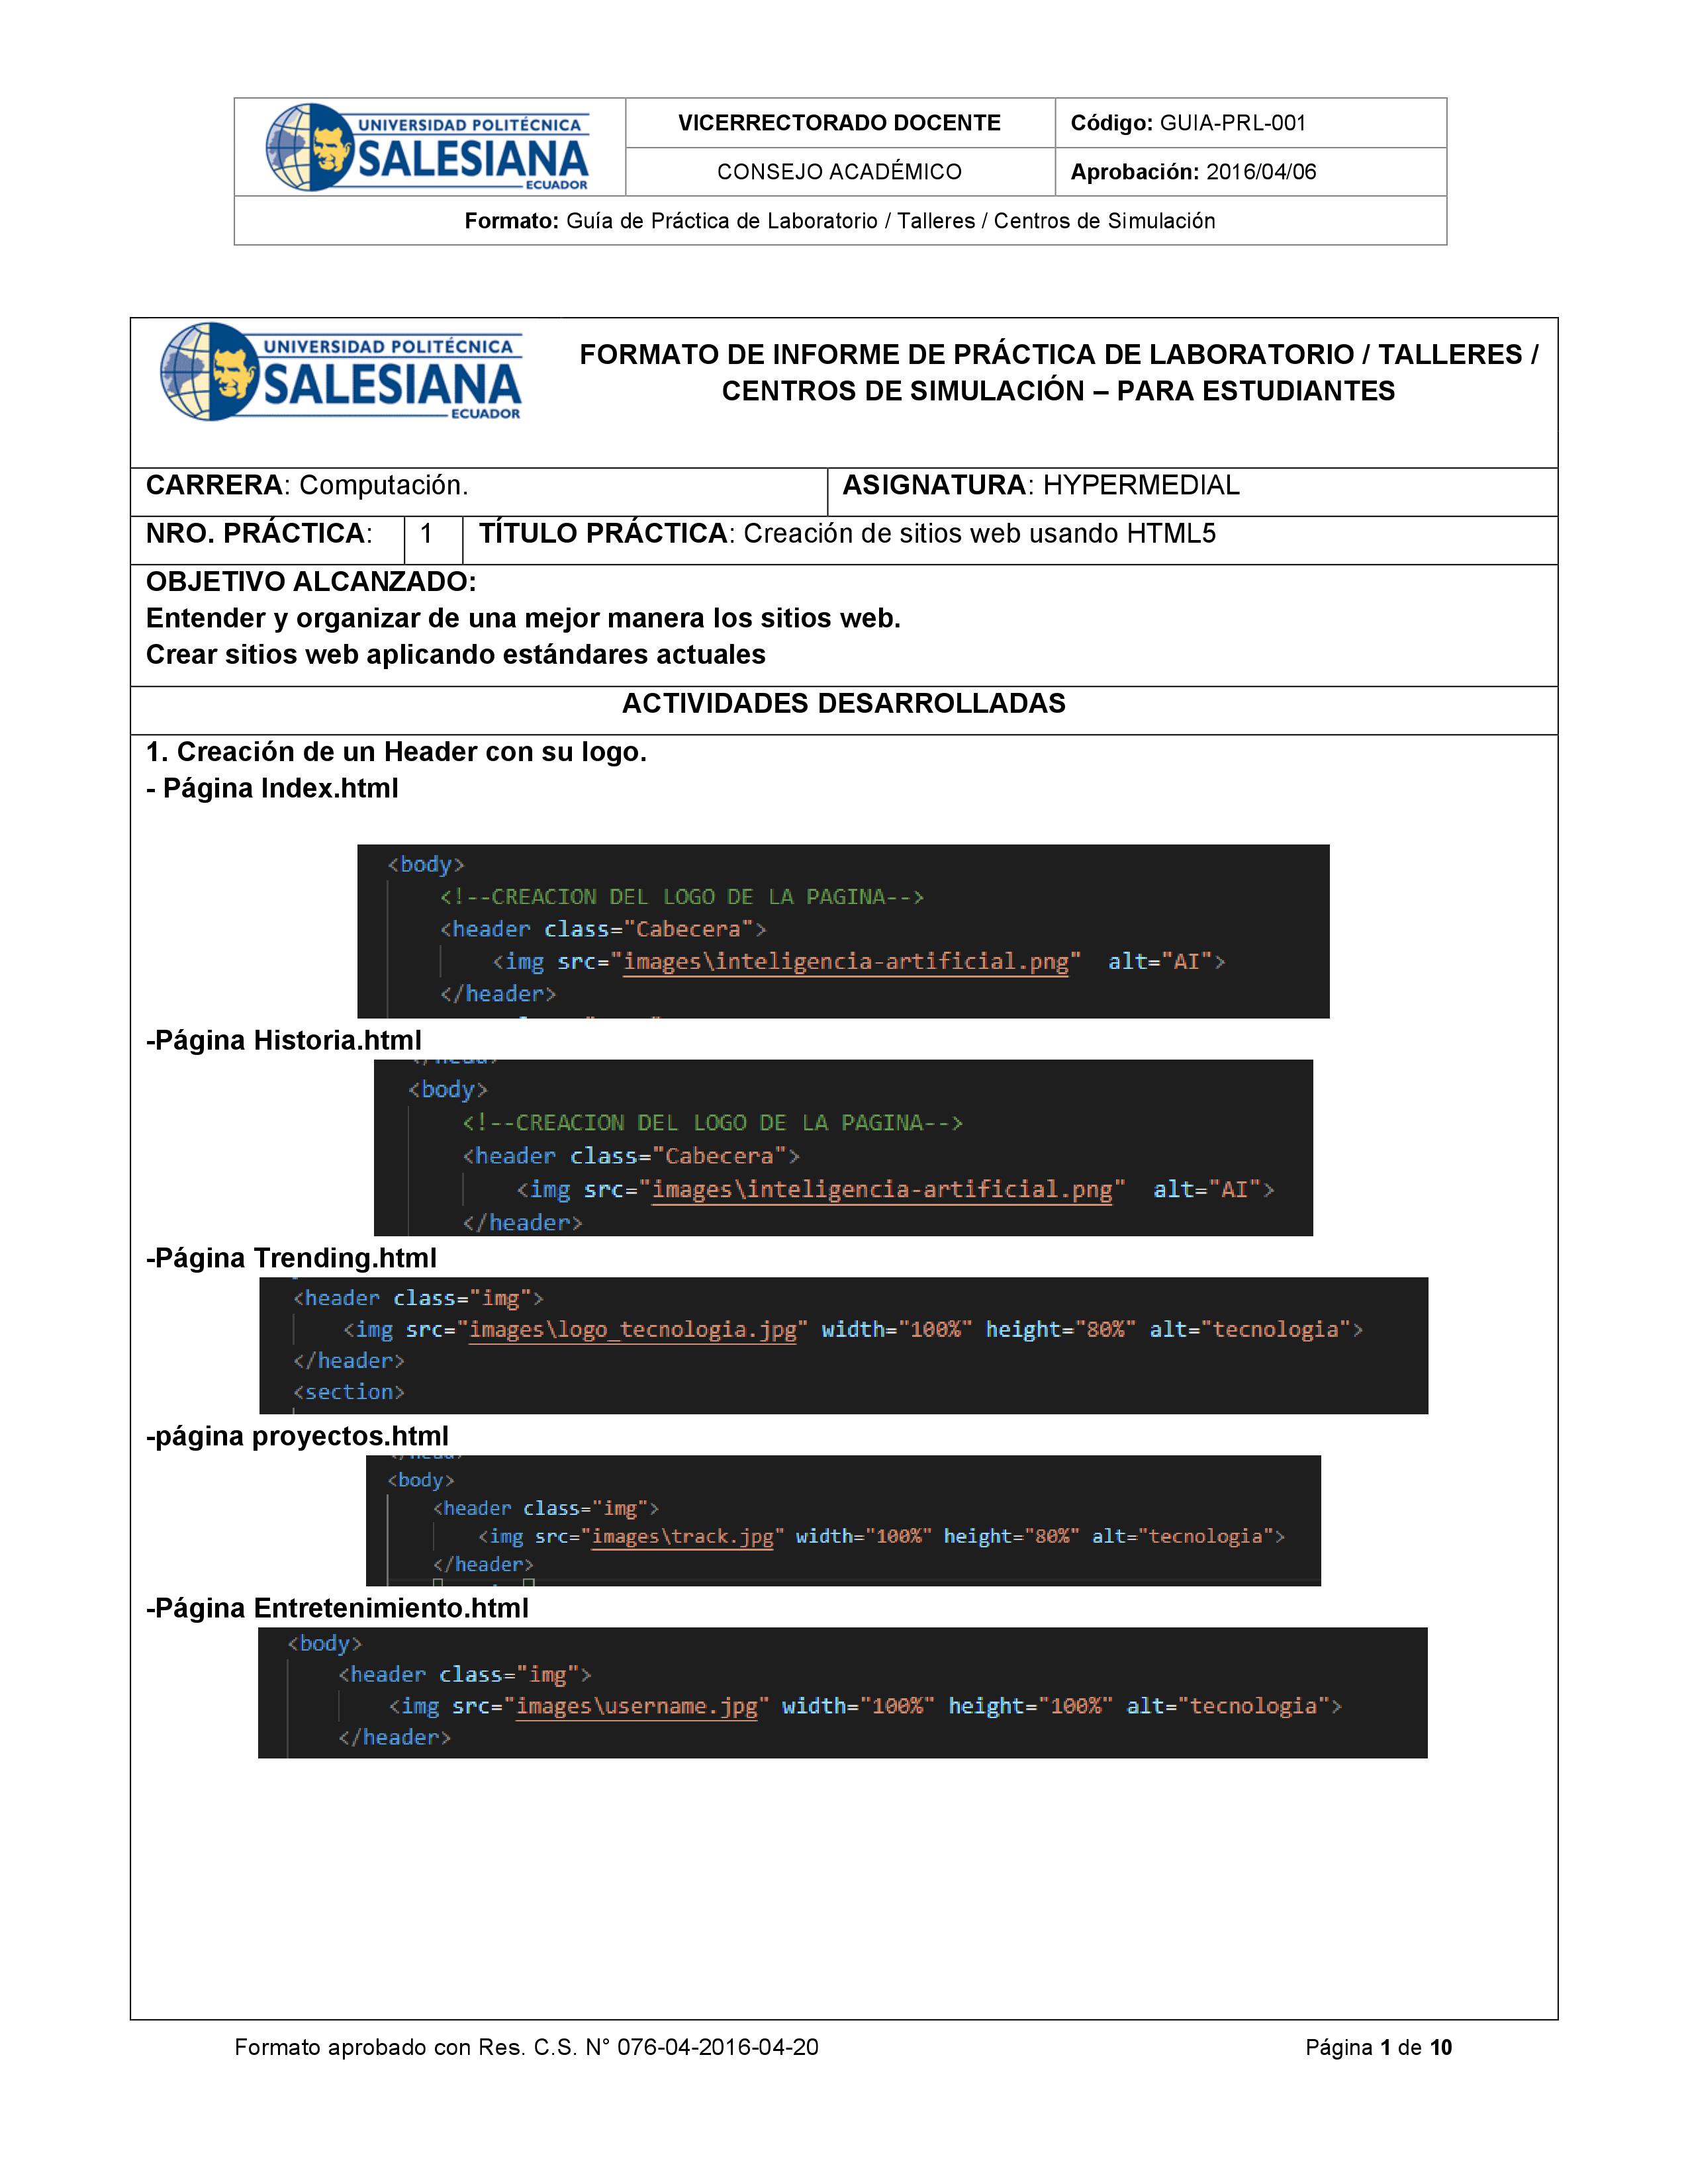 UNIVERSIDAD POLITÉCNICA
SALESIANA
ECUADOR
VICERRECTORADO DOCENTE
Código: GUIA-PRL-001
CONSEJO ACADÉMICO
Aprobación: 2016/04/06
Formato: Guía de Práctica de Laboratorio / Talleres / Centros de Simulación
UNIVERSIDAD POLITÉCNICA
SALESIANA
ECUADOR
FORMATO DE INFORME DE PRÁCTICA DE LABORATORIO / TALLERES /
CENTROS DE SIMULACIÓN – PARA ESTUDIANTES
CARRERA: Computación.
ASIGNATURA: HYPERMEDIAL
NRO. PRÁCTICA:
1
TÍTULO PRÁCTICA: Creación de sitios web usando HTML5
OBJETIVO ALCANZADO:
Entender y organizar de una mejor manera los sitios web.
Crear sitios web aplicando estándares actuales
ACTIVIDADES DESARROLLADAS
1. Creación de un Header con su logo.
- Página Index.html
<body>
<!--CREACION DEL LOGO DE LA PAGINA-->
<header class="Cabecera">
<img src="images\inteligencia-artificial.png"  alt="AI">
</header>
-Página Historia.html
<body>
<!--CREACION DEL LOGO DE LA PAGINA-->
<header class="Cabecera">
<img src="images\inteligencia-artificial.png"  alt="AI">
</header>
-Página Trending.html
<header class="img">
<img src="images\logo_tecnologia.jpg" width="100%" height="80%" alt="tecnologia">
</header>
<section>
-página proyectos.html
<body>
<header class="img">
<img src="images\track.jpg" width="100%" height="80%" alt="tecnologia">
</header>
-Página Entretenimiento.html
<body>
<header class="img">
<img src="images\username.jpg" width="100%" height="100%" alt="tecnologia">
</header>
Formato aprobado con Res. C.S. N° 076-04-2016-04-20
Página 1 de 10